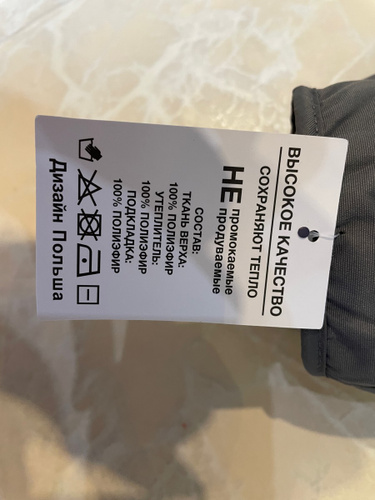 ВЫСОКОЕ КАЧЕСТВО
СОХРАНЯЮТ ТЕПЛО
НЕ промокаемые
продуваемые
СОСТАВ:
ТКАНЬ ВЕРХА:
100% ПОЛИЭФИР
УТЕПЛИТЕЛЬ:
100% ПОЛИЭФИР
ПОДКЛАДКА:
100% ПОЛИЭФИР
Дизайн Польша